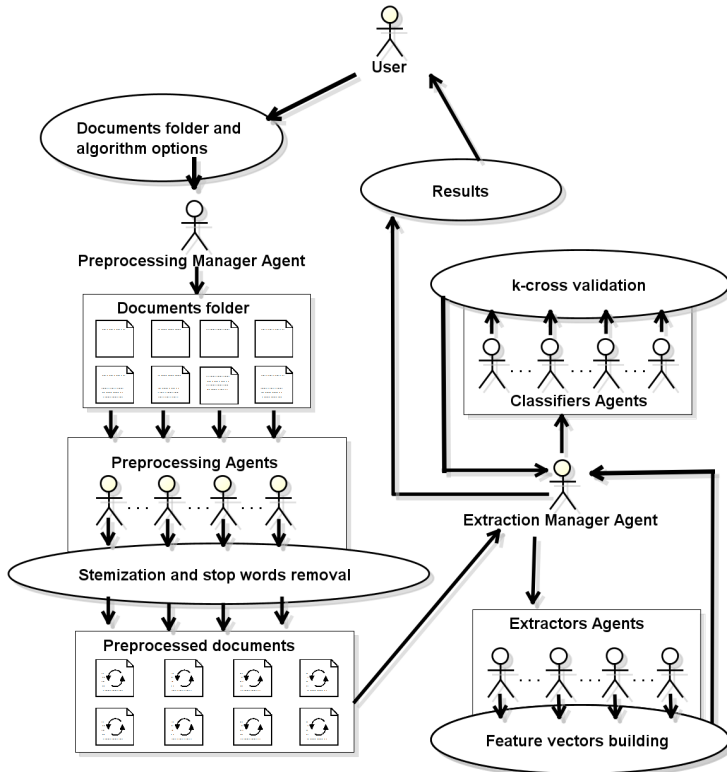 User
Documents folder and
algorithm options
Results
Preprocessing Manager Agent
k-cross validation
Documents folder
Classifiers Agents
Preprocessing Agents
Extraction Manager Agent
Stemization and stop words removal
Extractors Agents
Preprocessed documents
Feature vectors building